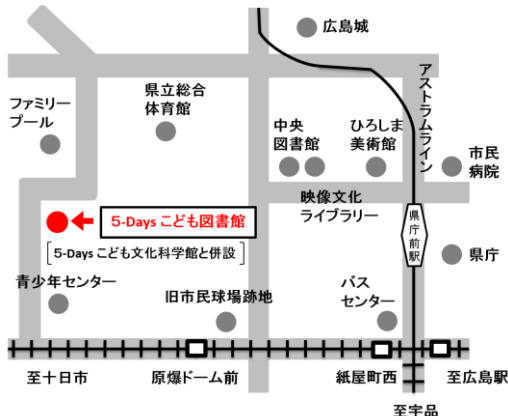 広島城
アストラムライン
ファミリー
プール
県立総合
体育館
中央
図書館
ひろしま
美術館
市民
病院
映像文化
ライブラリー
県庁前駅
5-Days こども図書館
[5-Days こども文化科学館と併設]
県庁
青少年センター
旧市民球場跡地
バス
センター
至十日市
原爆ドーム前
紙屋町西
至広島駅
至宇品